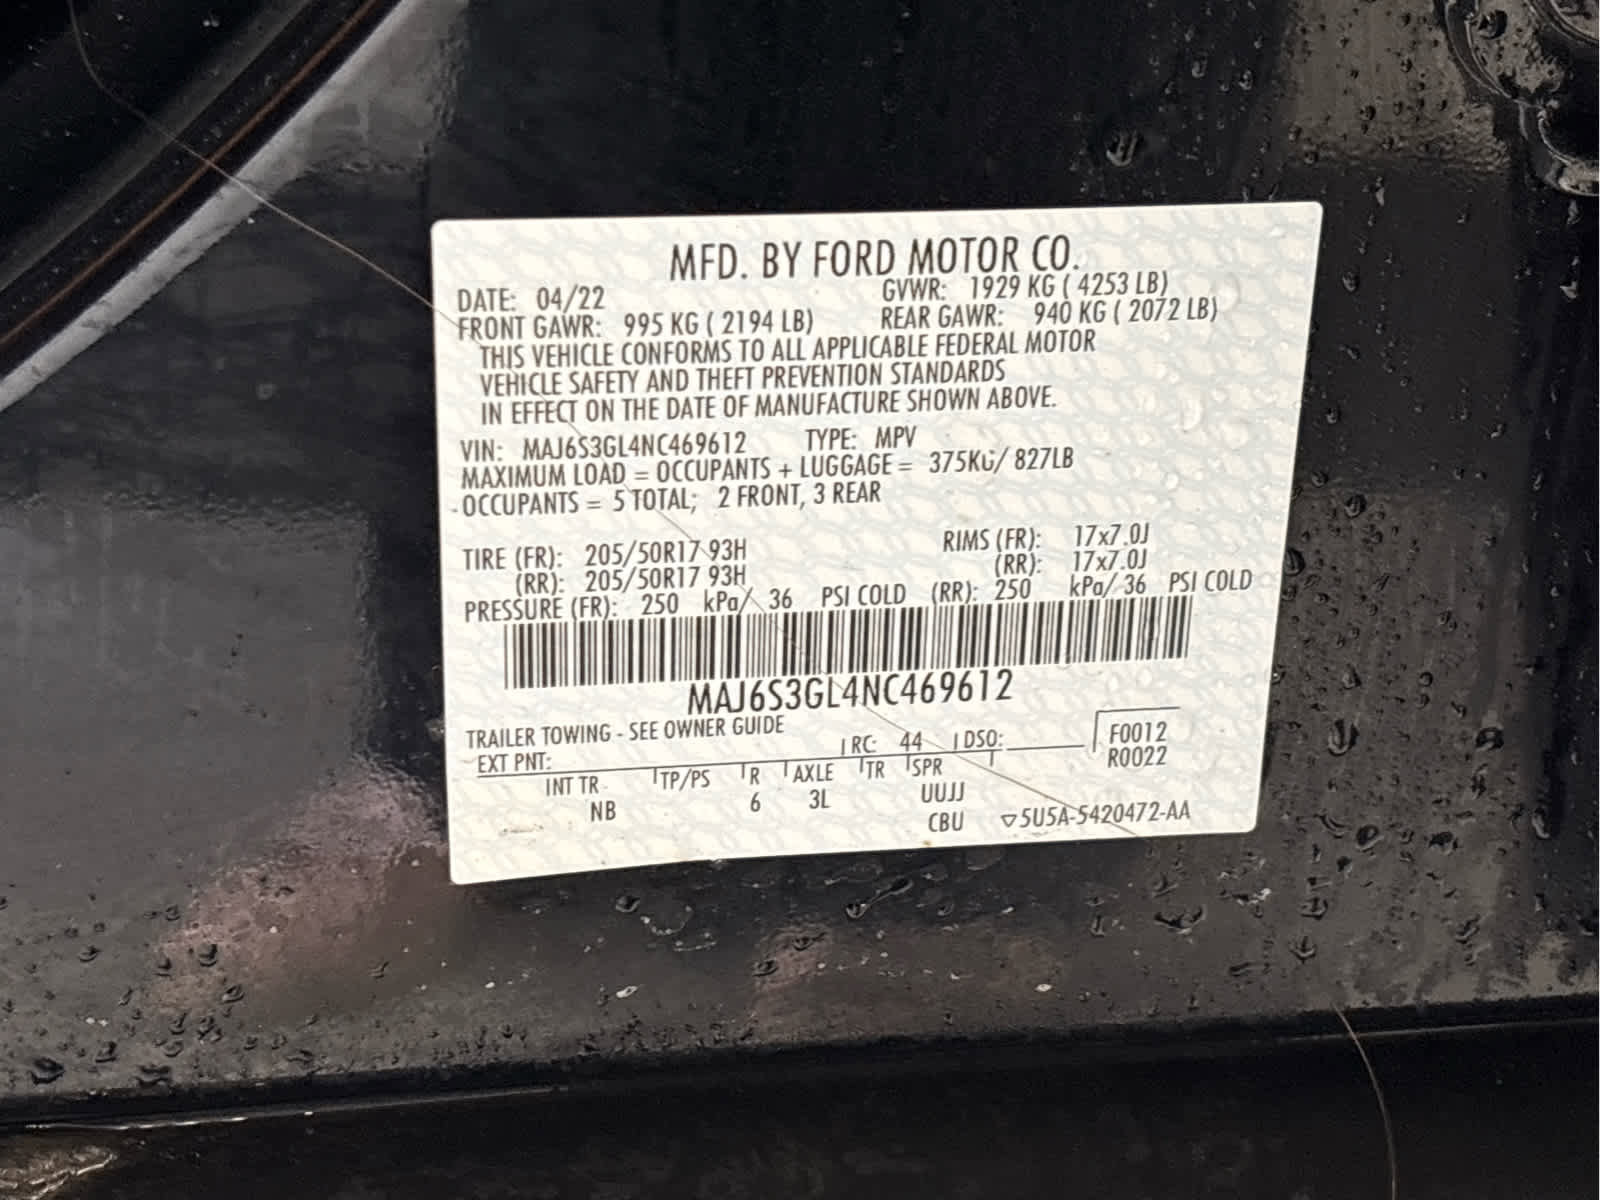 MFD. BY FORD MOTOR CO.
DATE: 04/22 GVWR: 1929 KG ( 4253 LB)
FRONT GAWR: 995 KG ( 2194 LB) REAR GAWR: 940 KG ( 2072 LB)
THIS VEHICLE CONFORMS TO ALL APPLICABLE FEDERAL MOTOR
VEHICLE SAFETY AND THEFT PREVENTION STANDARDS
IN EFFECT ON THE DATE OF MANUFACTURE SHOWN ABOVE.
VIN: MAJ6S3GL4NC469612 TYPE: MPV
MAXIMUM LOAD = OCCUPANTS + LUGGAGE = 375KG/ 827LB
OCCUPANTS = 5 TOTAL; 2 FRONT, 3 REAR
TIRE (FR): 205/50R17 93H RIMS (FR): 17x7.0J
(RR): 205/50R17 93H (RR): 17x7.0J
PRESSURE (FR): 250 kPa/ 36 PSI COLD (RR): 250 kPa/ 36 PSI COLD
MAJ6S3GL4NC469612
TRAILER TOWING - SEE OWNER GUIDE
EXT PNT: RC: 44 DSO: F0012
R0022
INT TR TP/PS R AXLE TR SPR
NB 6 3L UUJJ
CBU ▽5U5A-5420472-AA